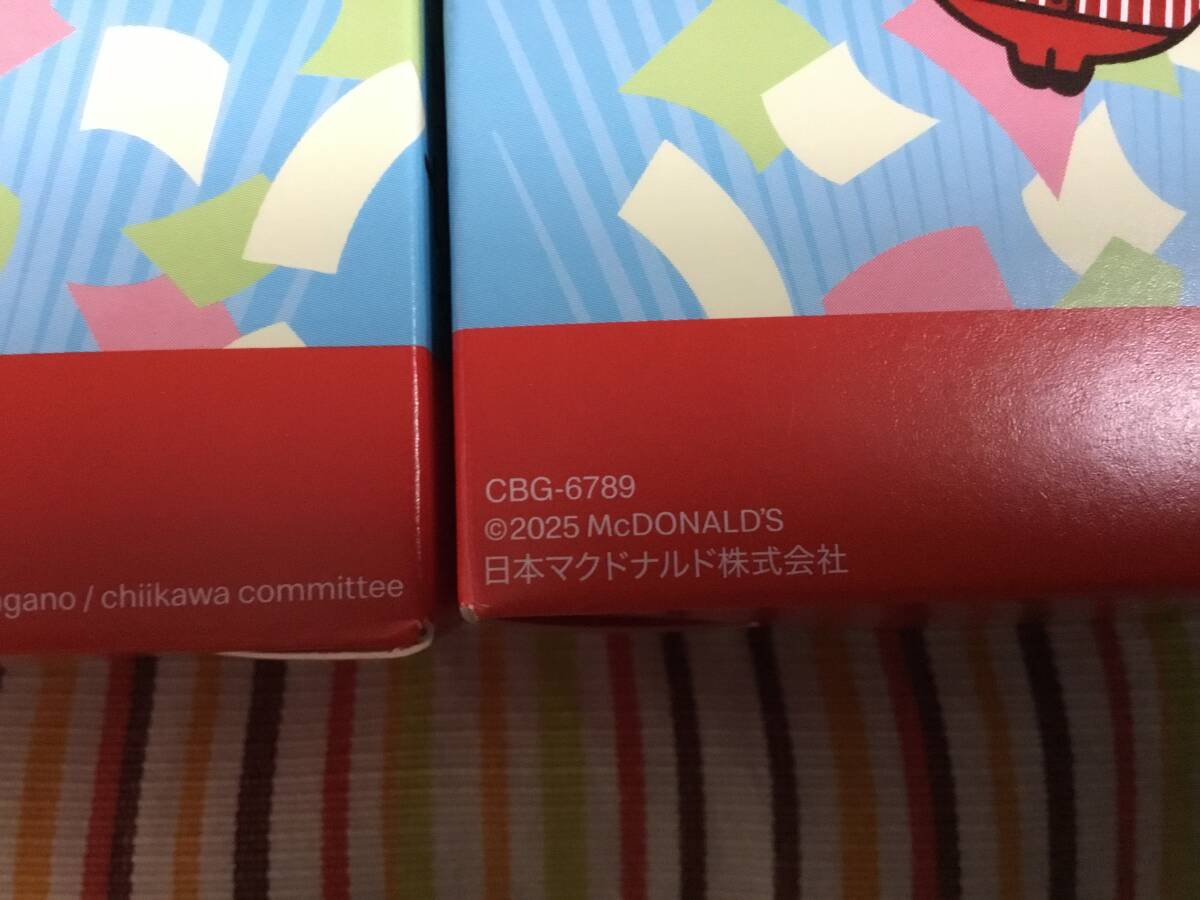 CBG-6789
©2025 McDONALD'S
日本マクドナルド株式会社
/ chiikawa committee